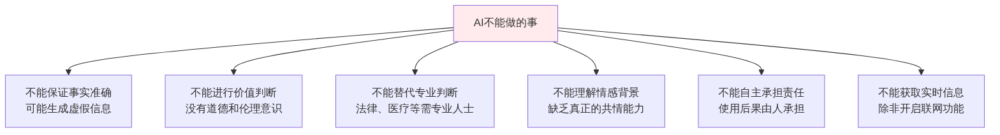 AI不能做的事
不能保证事实准确
可能生成虚假信息
不能进行价值判断
没有道德和伦理意识
不能替代专业判断
法律、医疗等需专业人士
不能理解情感背景
缺乏真正的共情能力
不能自主承担责任
使用后果由人承担
不能获取实时信息
除非开启联网功能